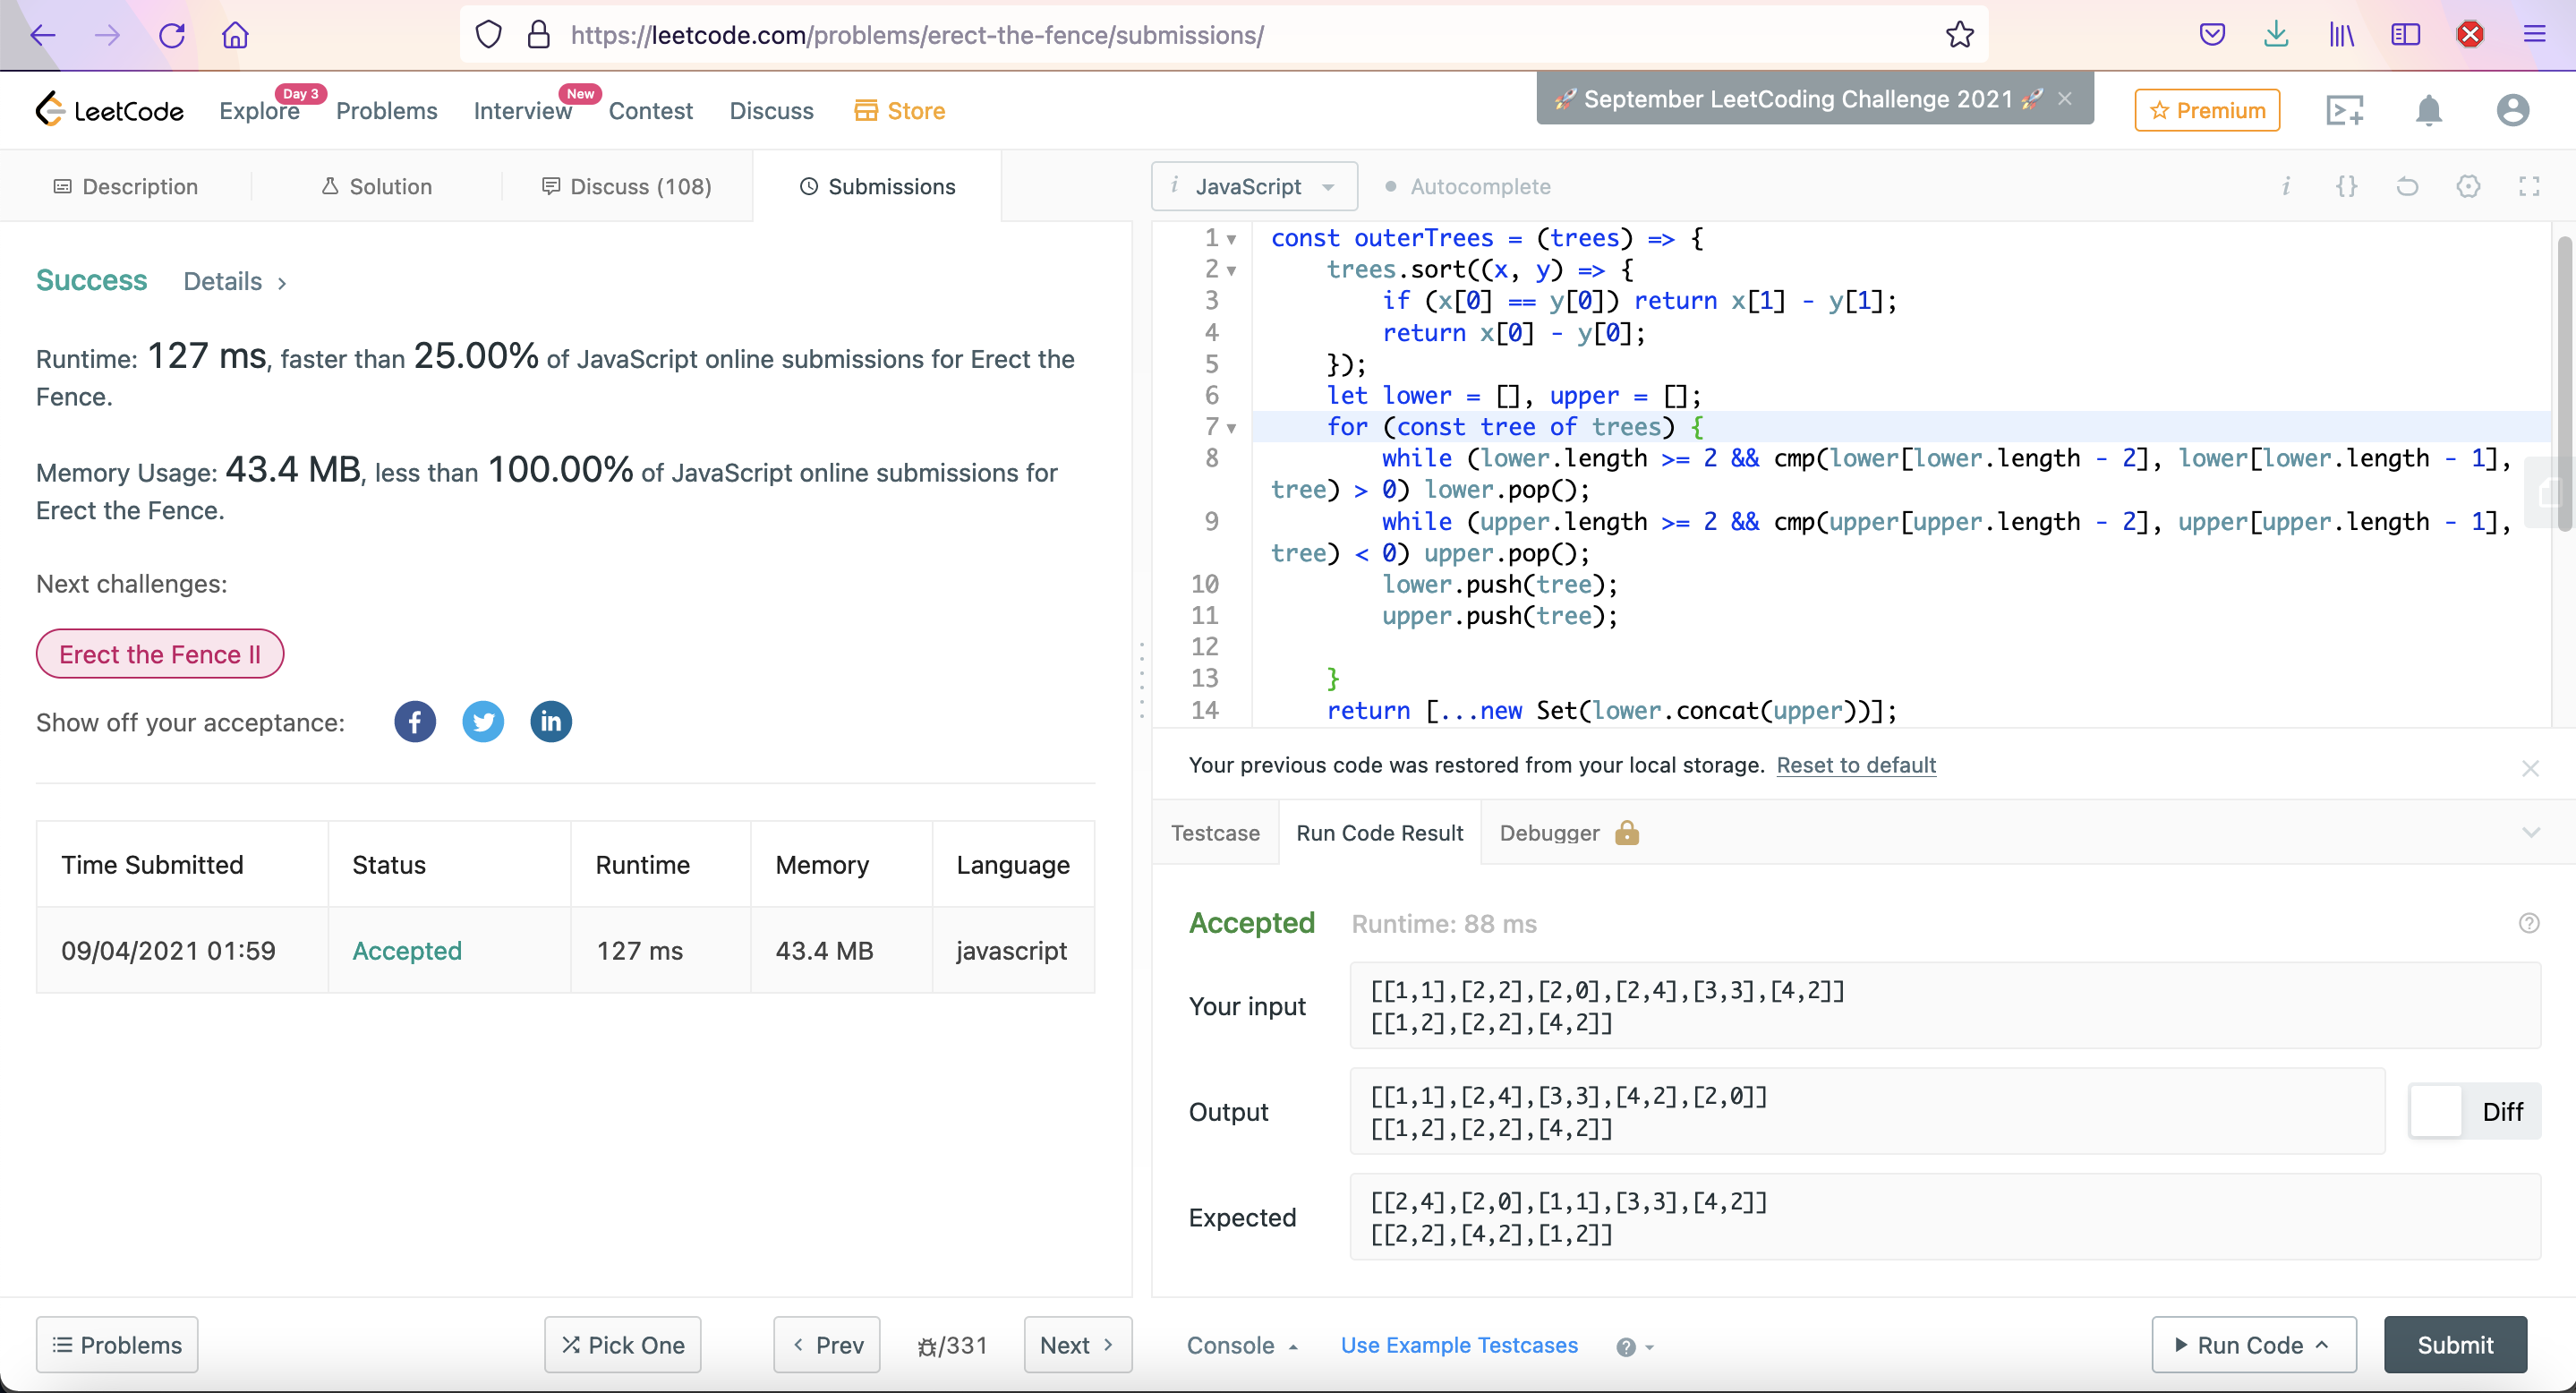 https://leetcode.com/problems/erect-the-fence/submissions/
LeetCode
Explore
Day 3
Problems
Interview
New
Contest
Discuss
Store
🚀 September LeetCoding Challenge 2021 🚀
Premium
Description
Solution
Discuss (108)
Submissions
Success
Details
Runtime: 127 ms, faster than 25.00% of JavaScript online submissions for Erect the
Fence.
Memory Usage: 43.4 MB, less than 100.00% of JavaScript online submissions for
Erect the Fence.
Next challenges:
Erect the Fence II
Show off your acceptance:
Time Submitted Status Runtime Memory Language
09/04/2021 01:59 Accepted 127 ms 43.4 MB javascript
Problems
Pick One
Prev
/331
Next
i JavaScript
Autocomplete
1 const outerTrees = (trees) => {
2 trees.sort((x, y) => {
3 if (x[0] == y[0]) return x[1] - y[1];
4 return x[0] - y[0];
5 });
6 let lower = [], upper = [];
7 for (const tree of trees) {
8 while (lower.length >= 2 && cmp(lower[lower.length - 2], lower[lower.length - 1],
tree) > 0) lower.pop();
9 while (upper.length >= 2 && cmp(upper[upper.length - 2], upper[upper.length - 1],
tree) < 0) upper.pop();
10 lower.push(tree);
11 upper.push(tree);
12
13 }
14 return [...new Set(lower.concat(upper))];
Your previous code was restored from your local storage. Reset to default
Testcase
Run Code Result
Debugger
Accepted
Runtime: 88 ms
Your input
[[1,1],[2,2],[2,0],[2,4],[3,3],[4,2]]
[[1,2],[2,2],[4,2]]
Output
[[1,1],[2,4],[3,3],[4,2],[2,0]]
[[1,2],[2,2],[4,2]]
Diff
Expected
[[2,4],[2,0],[1,1],[3,3],[4,2]]
[[2,2],[4,2],[1,2]]
Console
Use Example Testcases
Run Code
Submit